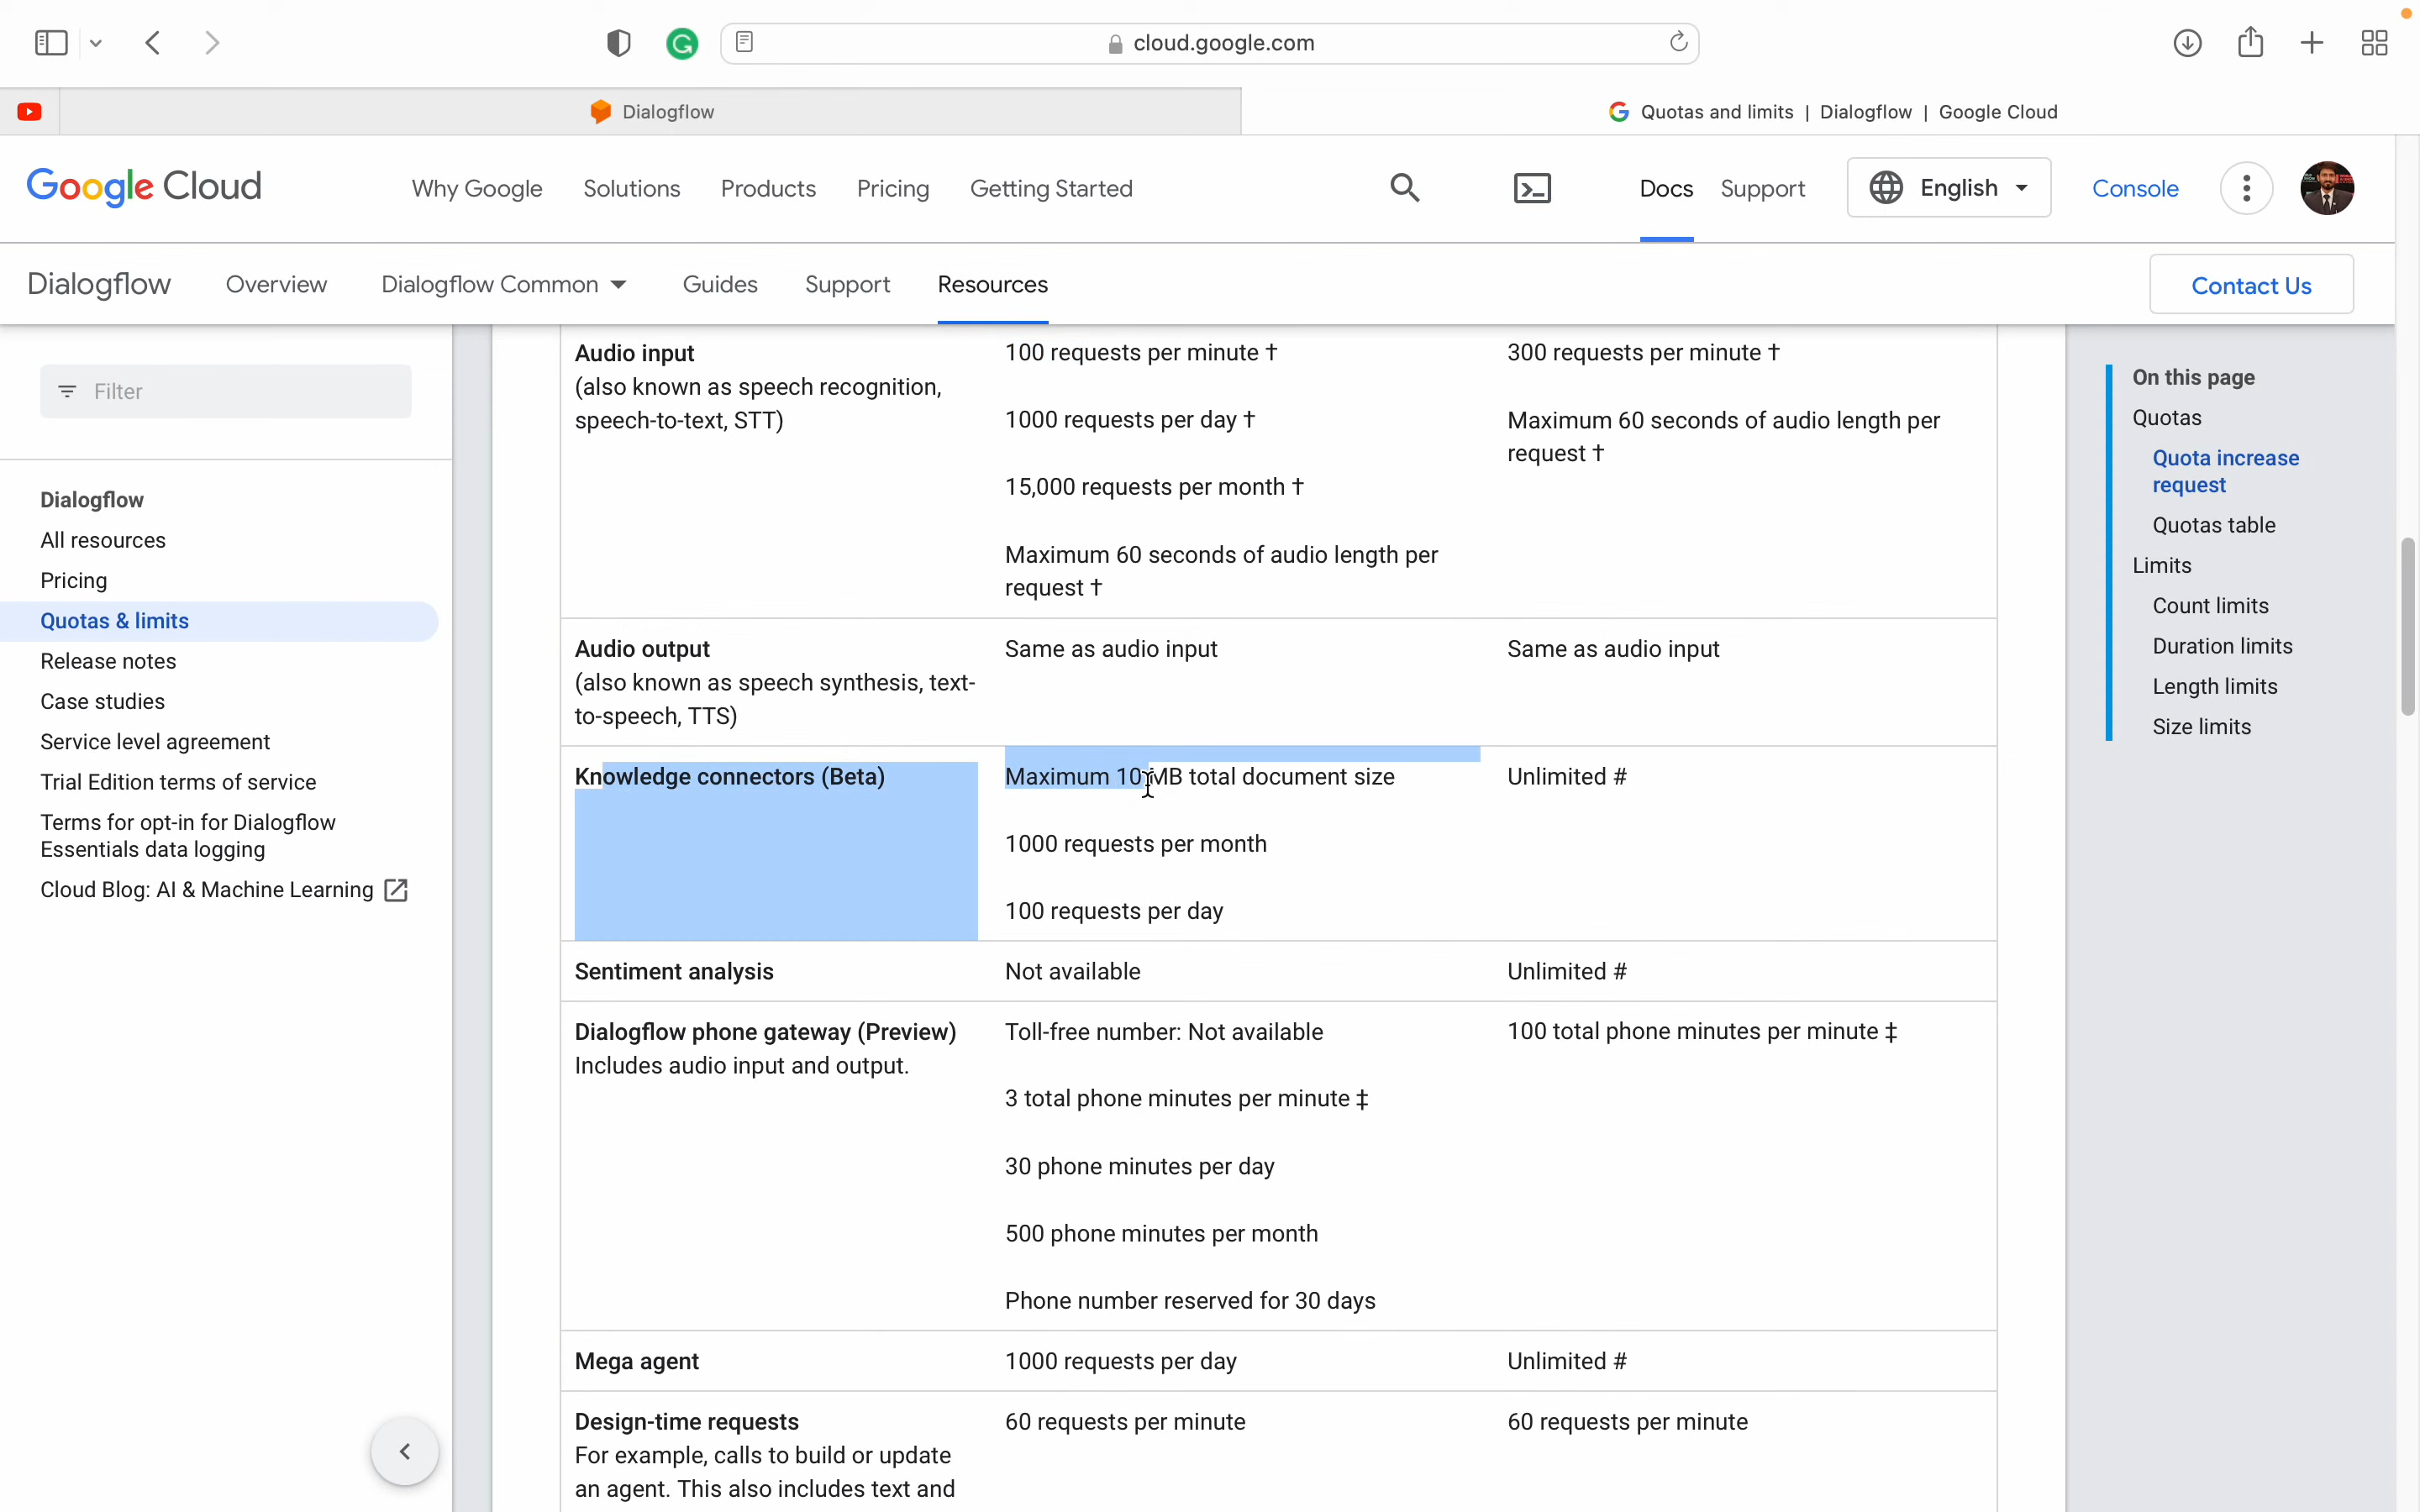 cloud.google.com
Dialogflow
Quotas and limits | Dialogflow | Google Cloud
Google Cloud
Why Google
Solutions
Products
Pricing
Getting Started
Docs
Support
English
Console
Dialogflow
Overview
Dialogflow Common
Guides
Support
Resources
Contact Us
Filter
Dialogflow
All resources
Pricing
Quotas & limits
Release notes
Case studies
Service level agreement
Trial Edition terms of service
Terms for opt-in for Dialogflow
Essentials data logging
Cloud Blog: AI & Machine Learning
Audio input
(also known as speech recognition,
speech-to-text, STT)
100 requests per minute †
1000 requests per day †
15,000 requests per month †
Maximum 60 seconds of audio length per
request †
300 requests per minute †
Maximum 60 seconds of audio length per
request †
Audio output
(also known as speech synthesis, text-
to-speech, TTS)
Same as audio input
Same as audio input
Knowledge connectors (Beta)
Maximum 10 MB total document size
1000 requests per month
100 requests per day
Unlimited #
Sentiment analysis
Not available
Unlimited #
Dialogflow phone gateway (Preview)
Includes audio input and output.
Toll-free number: Not available
3 total phone minutes per minute ‡
30 phone minutes per day
500 phone minutes per month
Phone number reserved for 30 days
100 total phone minutes per minute ‡
Mega agent
1000 requests per day
Unlimited #
Design-time requests
For example, calls to build or update
an agent. This also includes text and
60 requests per minute
60 requests per minute
On this page
Quotas
Quota increase
request
Quotas table
Limits
Count limits
Duration limits
Length limits
Size limits